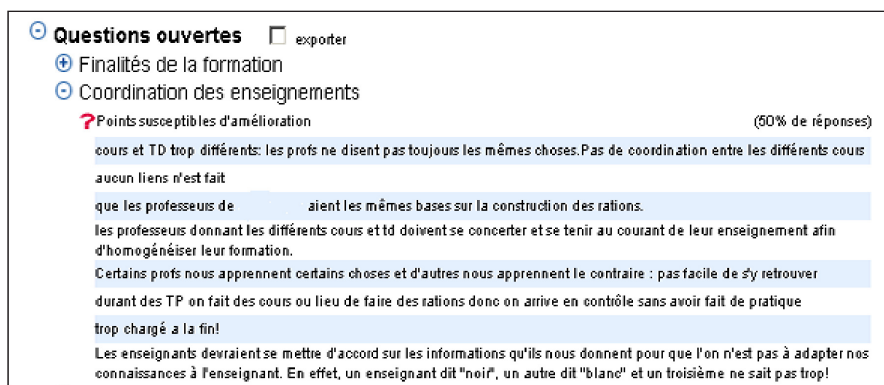 Questions ouvertes exporter
Finalités de la formation
Coordination des enseignements
?Points susceptibles d'amélioration (50% de réponses)
cours et TD trop différents: les profs ne disent pas toujours les mêmes choses.Pas de coordination entre les différents cours
aucun liens n'est fait
que les professeurs de aient les mêmes bases sur la construction des rations.
les professeurs donnant les différents cours et td doivent se concerter et se tenir au courant de leur enseignement afin
d'homogénéiser leur formation.
Certains profs nous apprennent certains choses et d'autres nous apprennent le contraire : pas facile de s'y retrouver
durant des TP on fait des cours ou lieu de faire des rations donc on arrive en contrôle sans avoir fait de pratique
trop chargé a la fin!
Les enseignants devraient se mettre d'accord sur les informations qu'ils nous donnent pour que l'on n'est pas à adapter nos
connaissances à l'enseignant. En effet, un enseignant dit "noir", un autre dit "blanc" et un troisième ne sait pas trop!